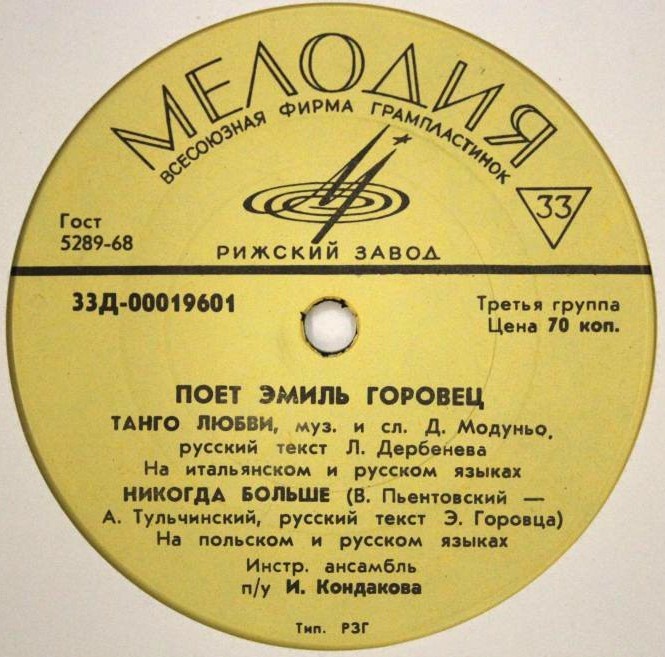 МЕЛОДИЯ
ВСЕСОЮЗНАЯ ФИРМА ГРАМПЛАСТИНОК
33
Гост
5289-68
РИЖСКИЙ ЗАВОД
33Д-00019601
Третья группа
Цена 70 коп.
ПОЕТ ЭМИЛЬ ГОРОВЕЦ
ТАНГО ЛЮБВИ, муз. и сл. Д. Модуньо,
русский текст Л. Дербенева
На итальянском и русском языках
НИКОГДА БОЛЬШЕ (В. Пьентовский —
А. Тульчинский, русский текст Э. Горовца)
На польском и русском языках
Инстр. ансамбль
п/у И. Кондакова
Тип. РЗГ